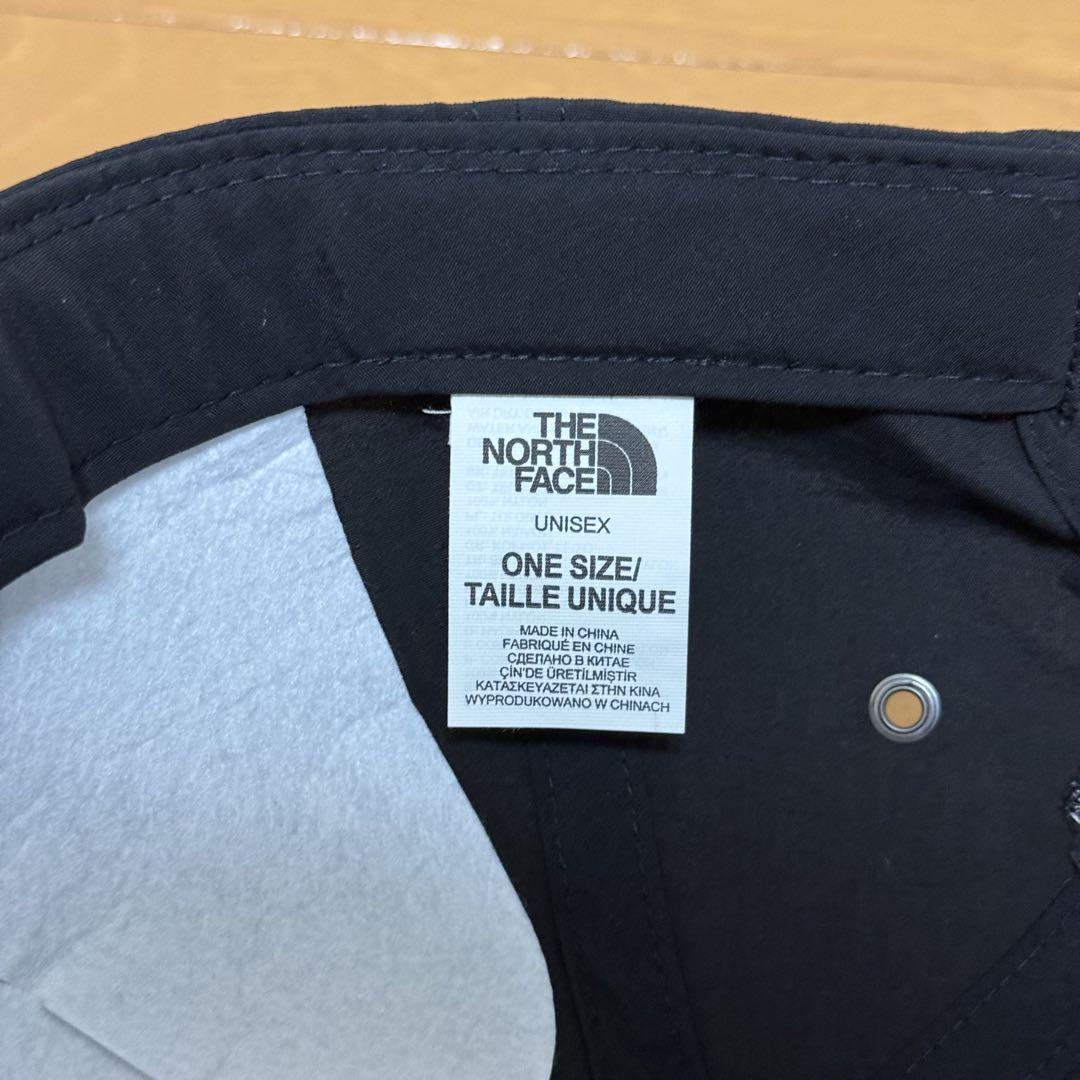 THE
NORTH
FACE
UNISEX
ONE SIZE/
TAILLE UNIQUE
MADE IN CHINA
FABRIQUÉ EN CHINE
СДЕЛАНО В КИТАЕ
ÇİN'DE ÜRETİLMİŞTİR
ΚΑΤΑΣΚΕΥΑΖΕΤΑΙ ΣΤΗΝ ΚΙΝΑ
WYPRODUKOWANO W CHINACH